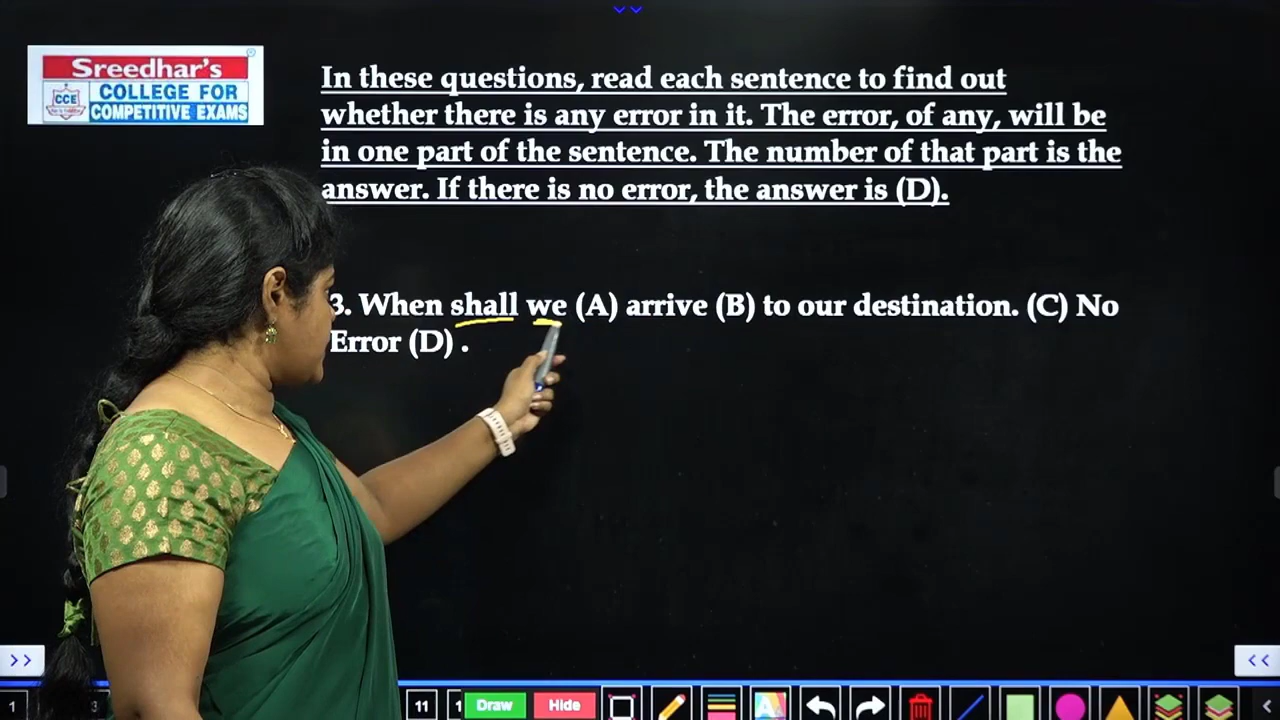 Sreedhar's
CCE
COLLEGE FOR
COMPETITIVE EXAMS
In these questions, read each sentence to find out
whether there is any error in it. The error, of any, will be
in one part of the sentence. The number of that part is the
answer. If there is no error, the answer is (D).
3. When shall we (A) arrive (B) to our destination. (C) No
Error (D) .
>> <<
1 3 11 1 Draw Hide A <